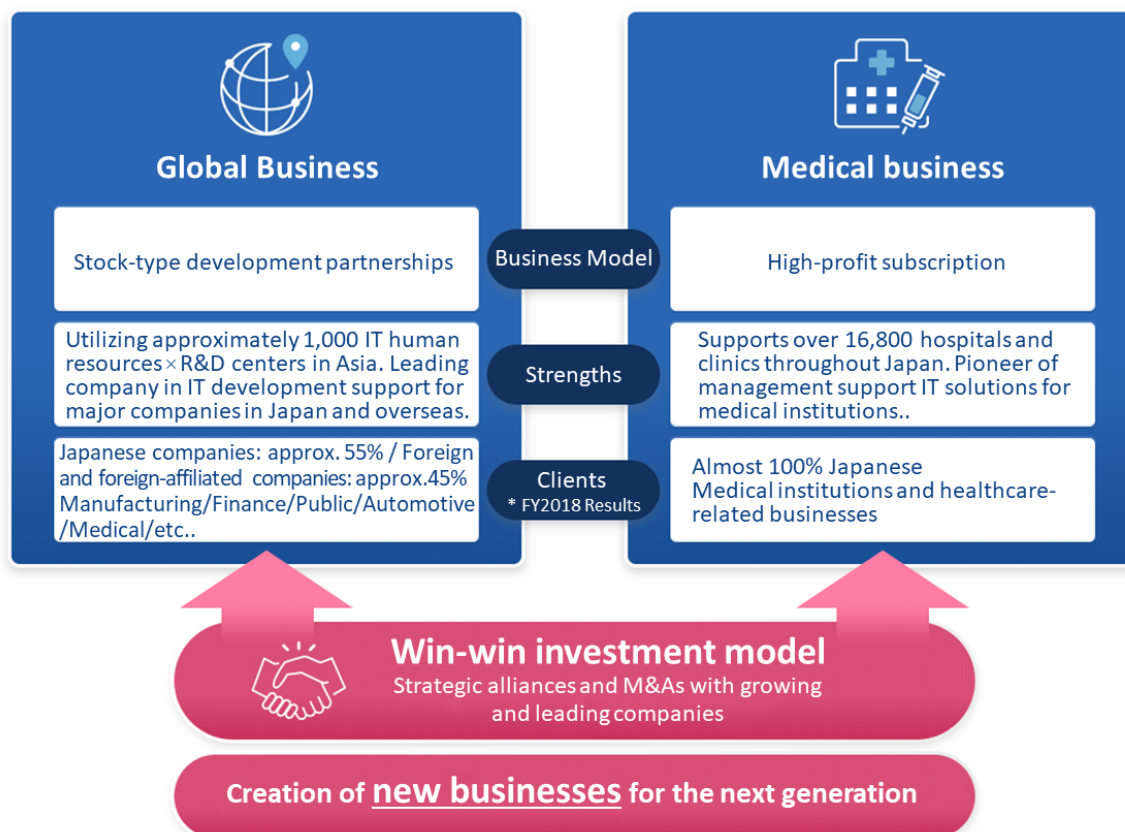 Global Business
Stock-type development partnerships
Utilizing approximately 1,000 IT human
resources×R&D centers in Asia. Leading
company in IT development support for
major companies in Japan and overseas.
Japanese companies: approx. 55% / Foreign
and foreign-affiliated companies: approx.45%
Manufacturing/Finance/Public/Automotive
/Medical/etc..
Business Model
Strengths
Clients
* FY2018 Results
Medical business
High-profit subscription
Supports over 16,800 hospitals and
clinics throughout Japan. Pioneer of
management support IT solutions for
medical institutions..
Almost 100% Japanese
Medical institutions and healthcare-
related businesses
Win-win investment model
Strategic alliances and M&As with growing
and leading companies
Creation of new businesses for the next generation